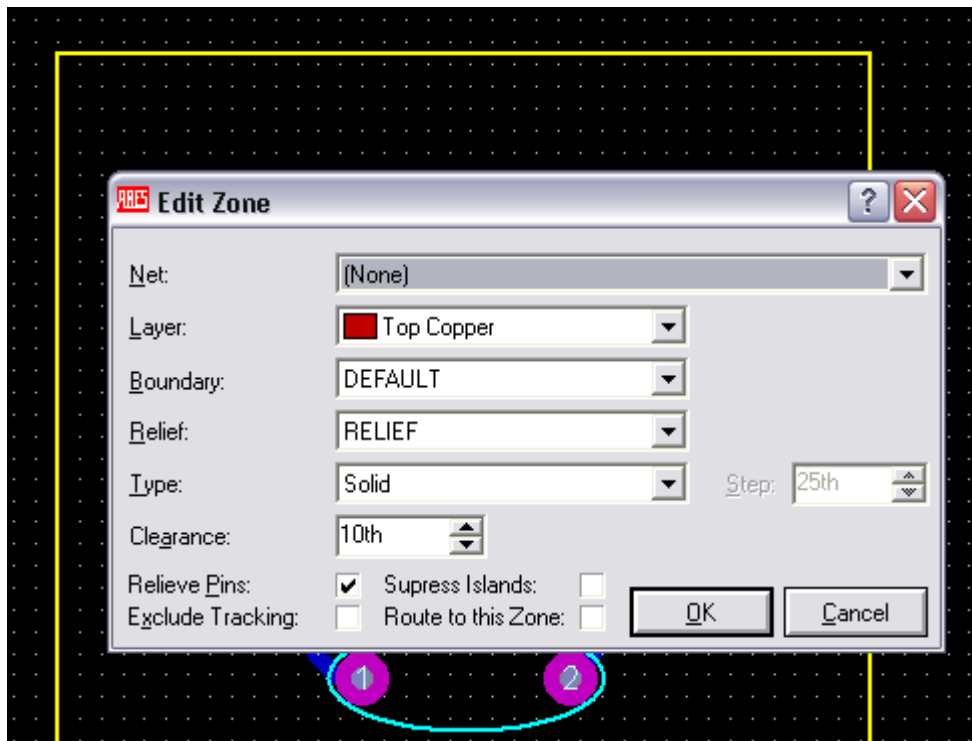 ARES Edit Zone ?
Net: (None)
Layer: Top Copper
Boundary: DEFAULT
Relief: RELIEF
Type: Solid Step: 25th
Clearance: 10th
Relieve Pins: Supress Islands:
Exclude Tracking: Route to this Zone: OK Cancel
1 2